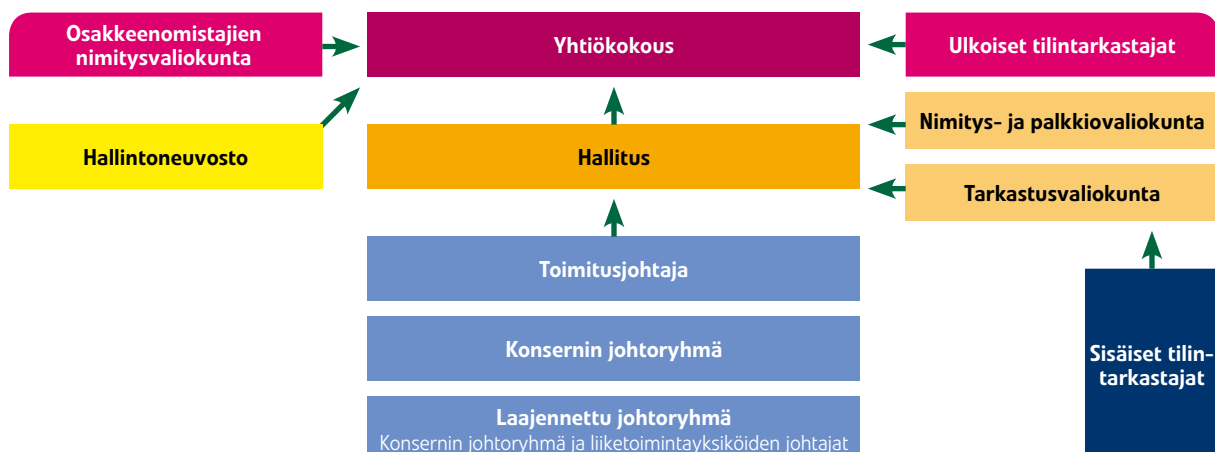 Osakkeenomistajien
nimitysvaliokunta
Yhtiökokous
Ulkoiset tilintarkastajat
Nimitys- ja palkkiovaliokunta
Hallintoneuvosto
Hallitus
Tarkastusvaliokunta
Toimitusjohtaja
Konsernin johtoryhmä
Sisäiset tilin-
tarkastajat
Laajennettu johtoryhmä
Konsernin johtoryhmä ja liiketoimintayksiköiden johtajat